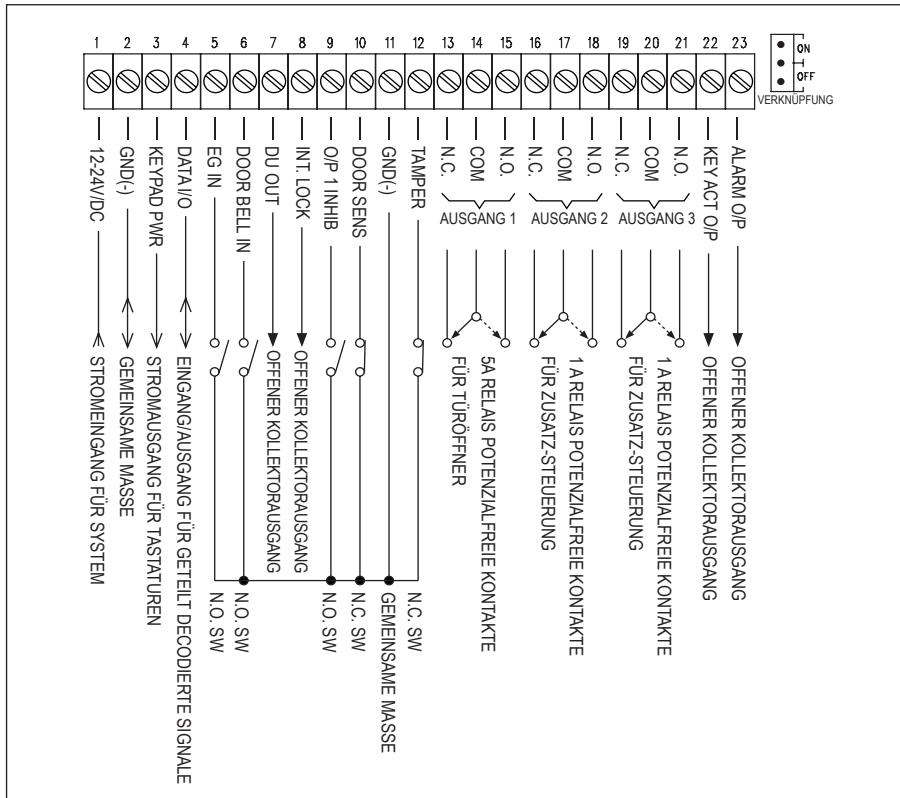 1 2 3 4 5 6 7 8 9 10 11 12 13 14 15 16 17 18 19 20 21 22 23
ON
OFF
VERKNÜPFUNG
12-24V/DC
GND(-)
KEYPAD PWR
DATA I/O
EG IN
DOOR BELL IN
DU OUT
INT. LOCK
O/P 1 INHIB
DOOR SENS
GND(-)
TAMPER
N.C.
COM
N.O.
N.C.
COM
N.O.
N.C.
COM
N.O.
KEY ACT O/P
ALARM O/P
AUSGANG 1
AUSGANG 2
AUSGANG 3
STROMEINGANG FÜR SYSTEM
GEMEINSAME MASSE
STROMAUSGANG FÜR TASTATUREN
EINGANG/AUSGANG FÜR GETEILT DECODIERTE SIGNALE
N.O. SW
N.O. SW
OFFENER KOLLEKTORAUSGANG
OFFENER KOLLEKTORAUSGANG
N.O. SW
N.C. SW
GEMEINSAME MASSE
N.C. SW
5A RELAIS POTENZIALFREIE KONTAKTE
FÜR TÜRÖFFNER
1 A RELAIS POTENZIALFREIE KONTAKTE
FÜR ZUSATZ-STEUERUNG
1 A RELAIS POTENZIALFREIE KONTAKTE
FÜR ZUSATZ-STEUERUNG
OFFENER KOLLEKTORAUSGANG
OFFENER KOLLEKTORAUSGANG